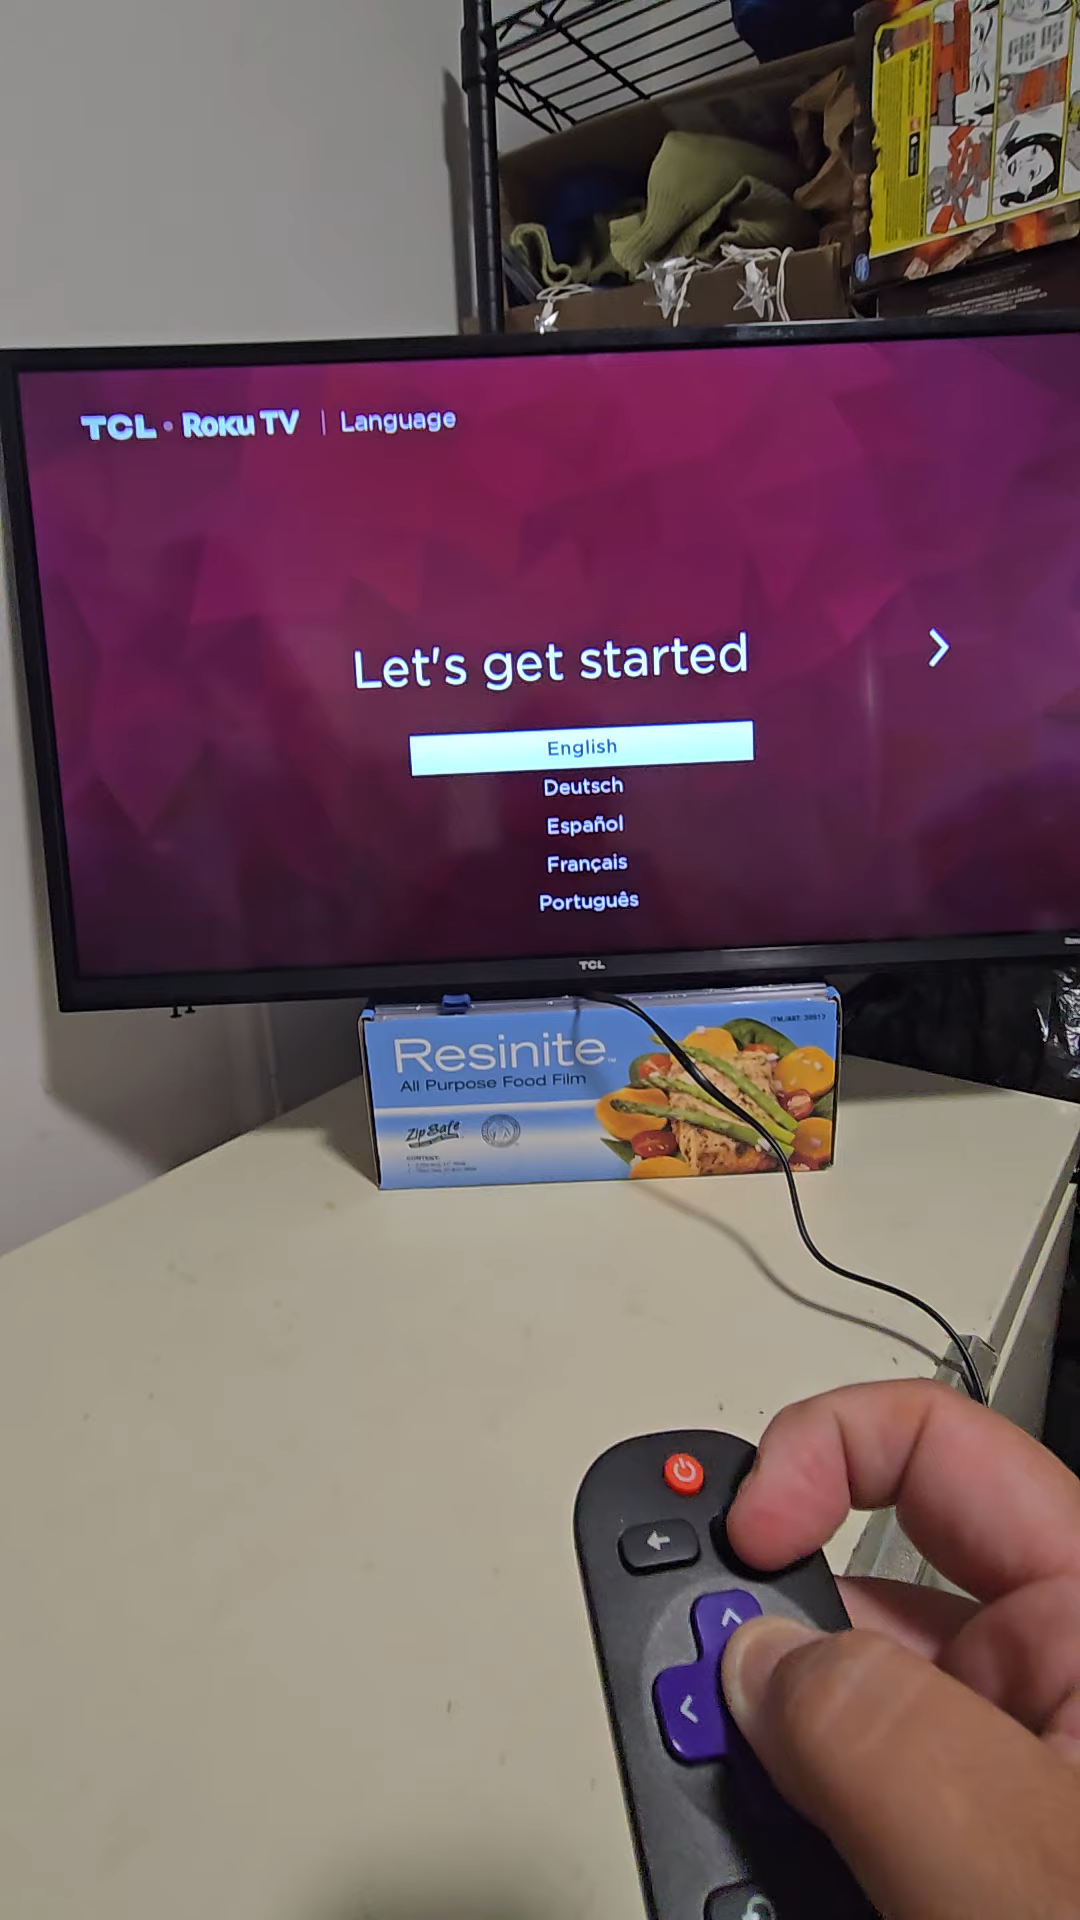 TCL • Roku TV | Language
Let's get started
English
Deutsch
Español
Français
Português
TCL
Resinite
All Purpose Food Film
Zip Safe
CONTENT: